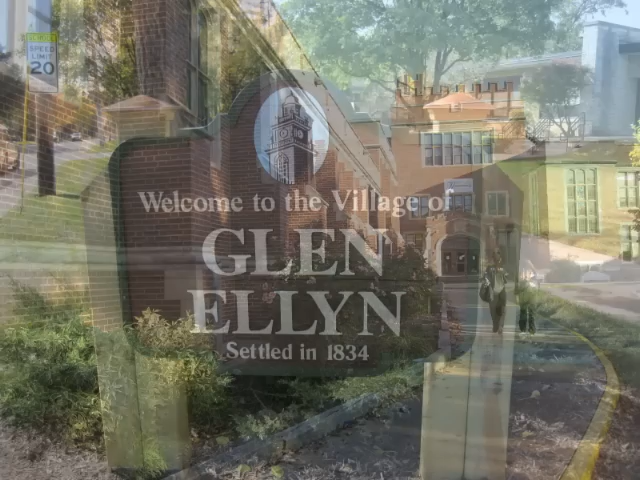 SPEED
LIMIT
20
Welcome to the Village of
GLEN
ELLYN
Settled in 1834